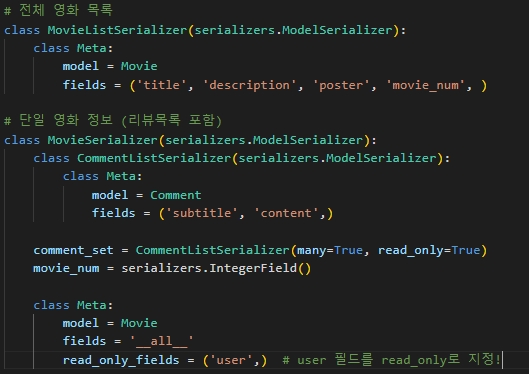 # 전체 영화 목록
class MovieListSerializer(serializers.ModelSerializer):
    class Meta:
        model = Movie
        fields = ('title', 'description', 'poster', 'movie_num', )

# 단일 영화 정보 (리뷰목록 포함)
class MovieSerializer(serializers.ModelSerializer):
    class CommentListSerializer(serializers.ModelSerializer):
        class Meta:
            model = Comment
            fields = ('subtitle', 'content',)

    comment_set = CommentListSerializer(many=True, read_only=True)
    movie_num = serializers.IntegerField()

    class Meta:
        model = Movie
        fields = '__all__'
        read_only_fields = ('user',)  # user 필드를 read_only로 지정!